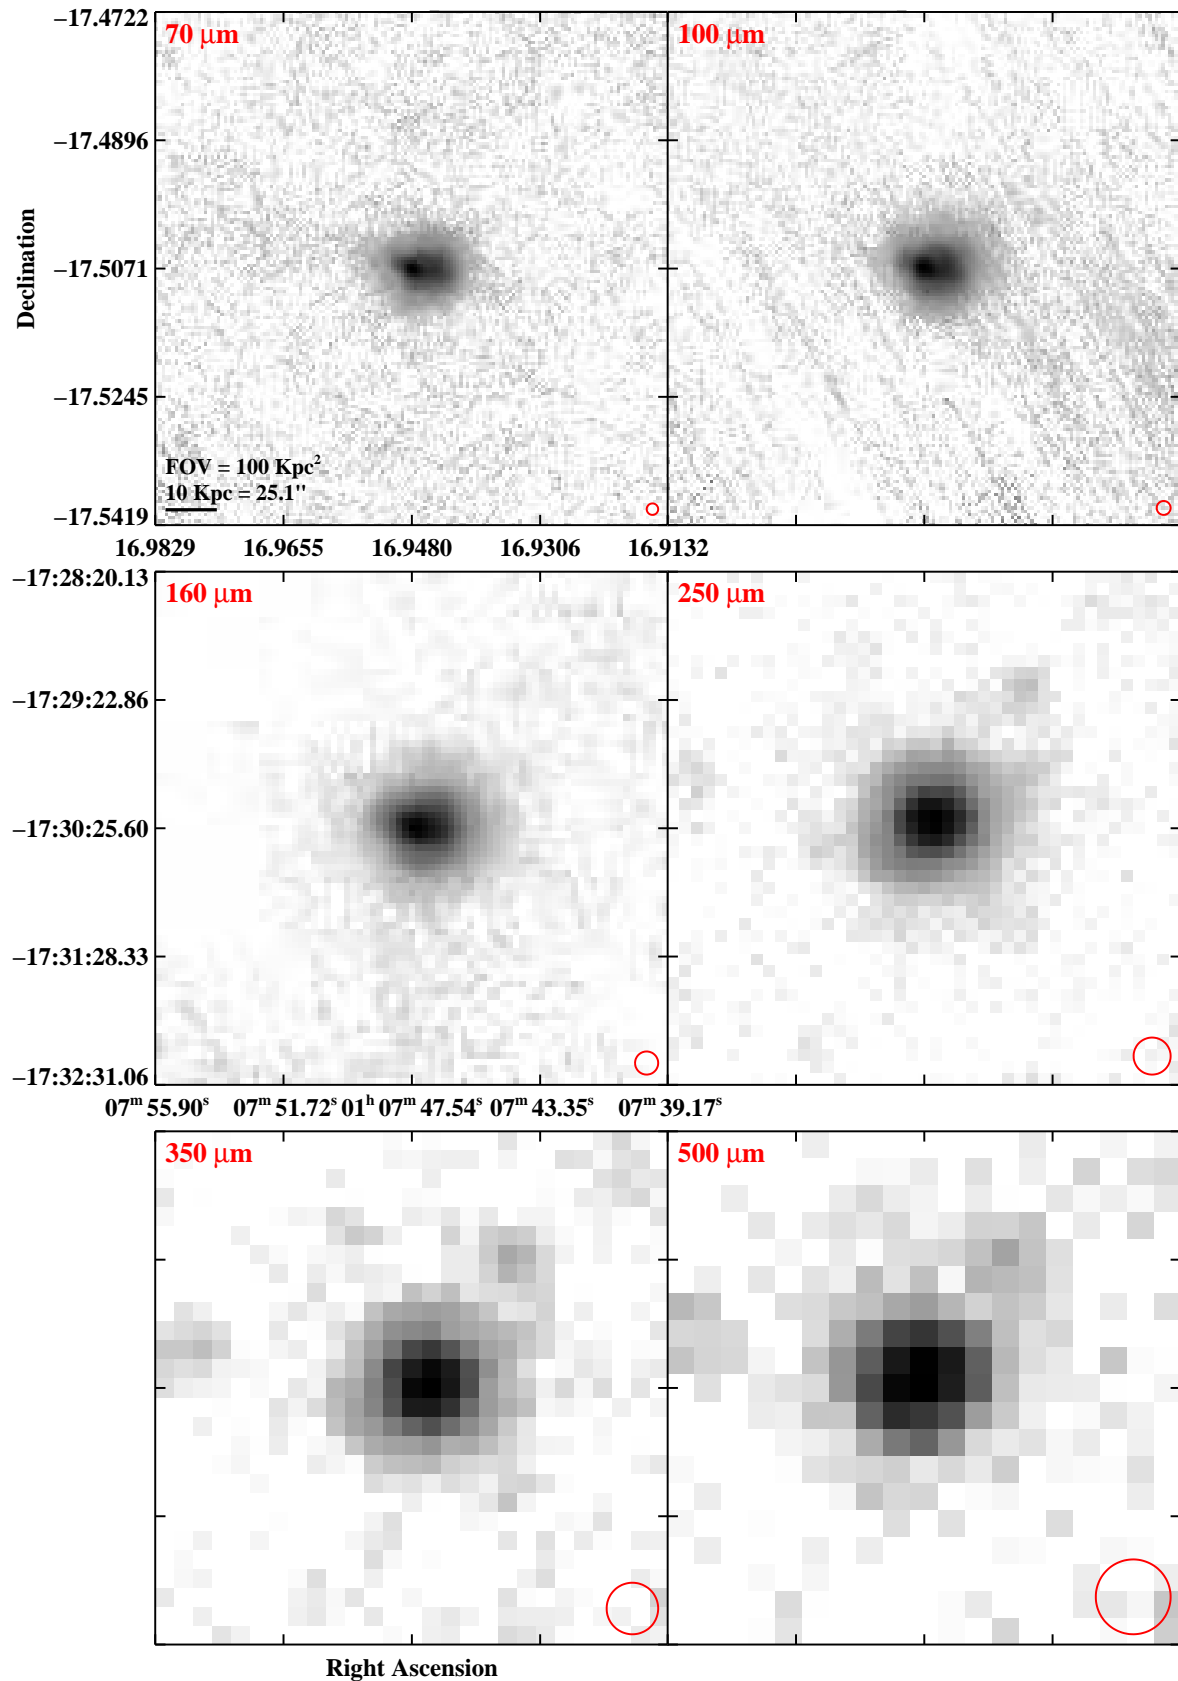 −17.4722
70 μm
100 μm
−17.4896
Declination
−17.5071
−17.5245
FOV = 100 Kpc²
10 Kpc = 25.1"
−17.5419
16.9829 16.9655 16.9480 16.9306 16.9132
−17:28:20.13
160 μm
250 μm
−17:29:22.86
−17:30:25.60
−17:31:28.33
−17:32:31.06
07ᵐ 55.90ˢ 07ᵐ 51.72ˢ 01ʰ 07ᵐ 47.54ˢ 07ᵐ 43.35ˢ 07ᵐ 39.17ˢ
350 μm
500 μm
Right Ascension